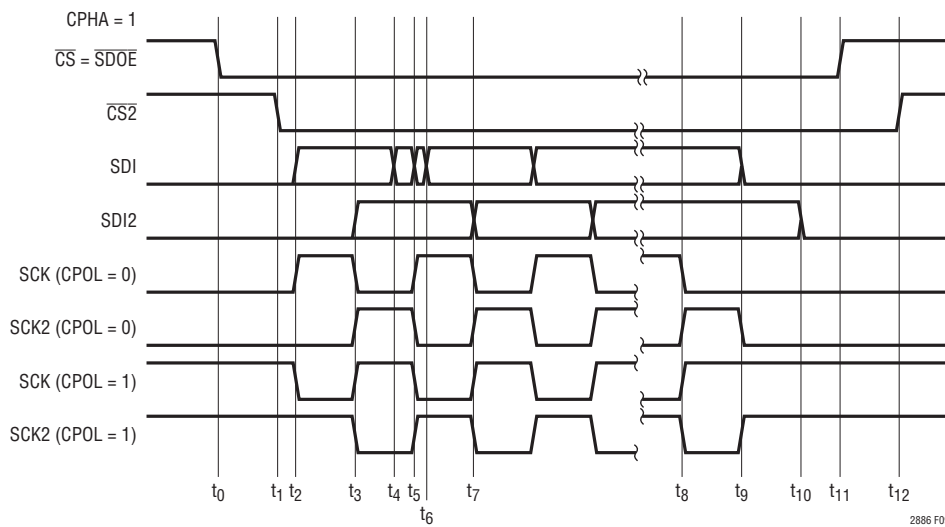 CPHA = 1
CS = SDOE
CS2
SDI
SDI2
SCK (CPOL = 0)
SCK2 (CPOL = 0)
SCK (CPOL = 1)
SCK2 (CPOL = 1)
t0 t1 t2 t3 t4 t5 t6 t7 t8 t9 t10 t11 t12
2886 F0